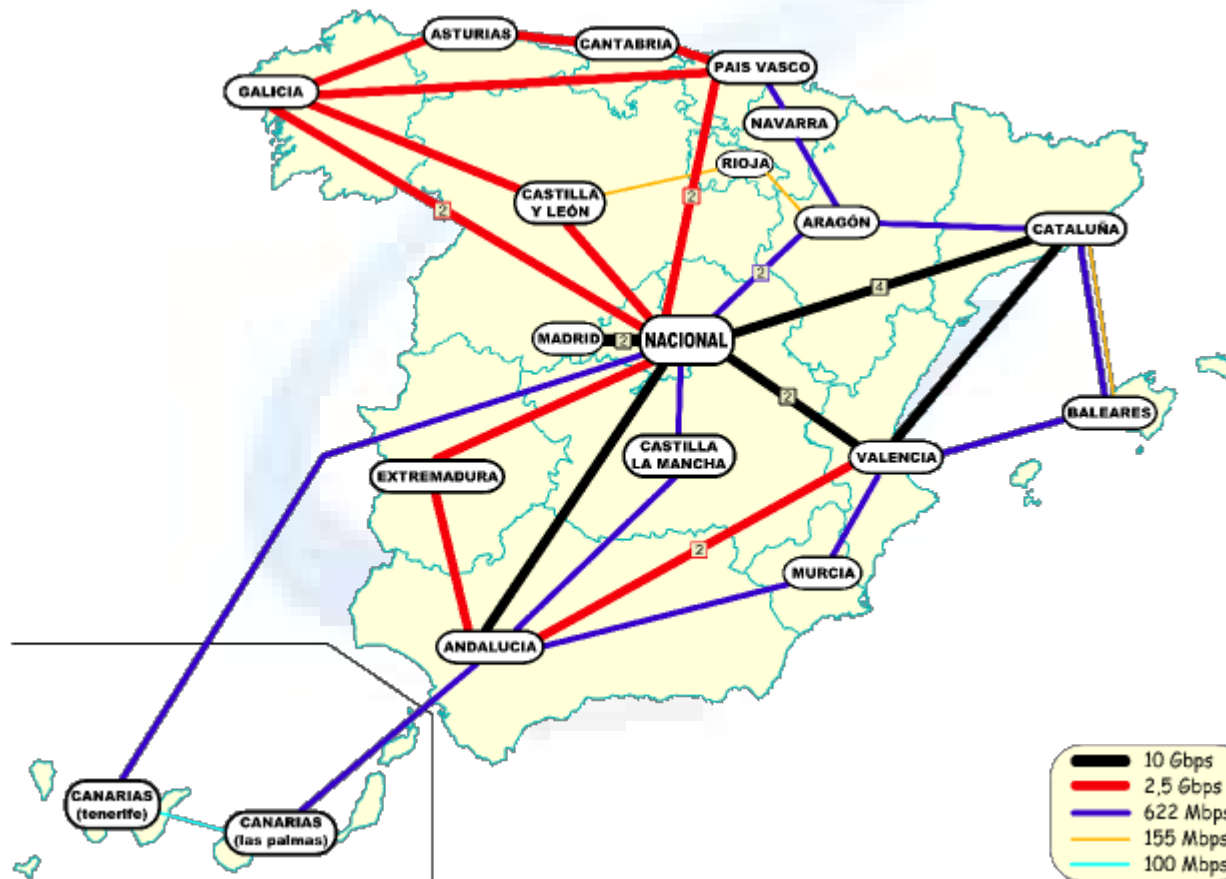 ASTURIAS
CANTABRIA
PAIS VASCO
GALICIA
NAVARRA
RIOJA
CASTILLA
Y LEÓN
2
2
ARAGÓN
CATALUÑA
2
4
MADRID
2
NACIONAL
2
BALEARES
CASTILLA
LA MANCHA
VALENCIA
EXTREMADURA
2
MURCIA
ANDALUCIA
CANARIAS
(tenerife)
CANARIAS
(las palmas)
10 Gbps
2,5 Gbps
622 Mbps
155 Mbps
100 Mbps